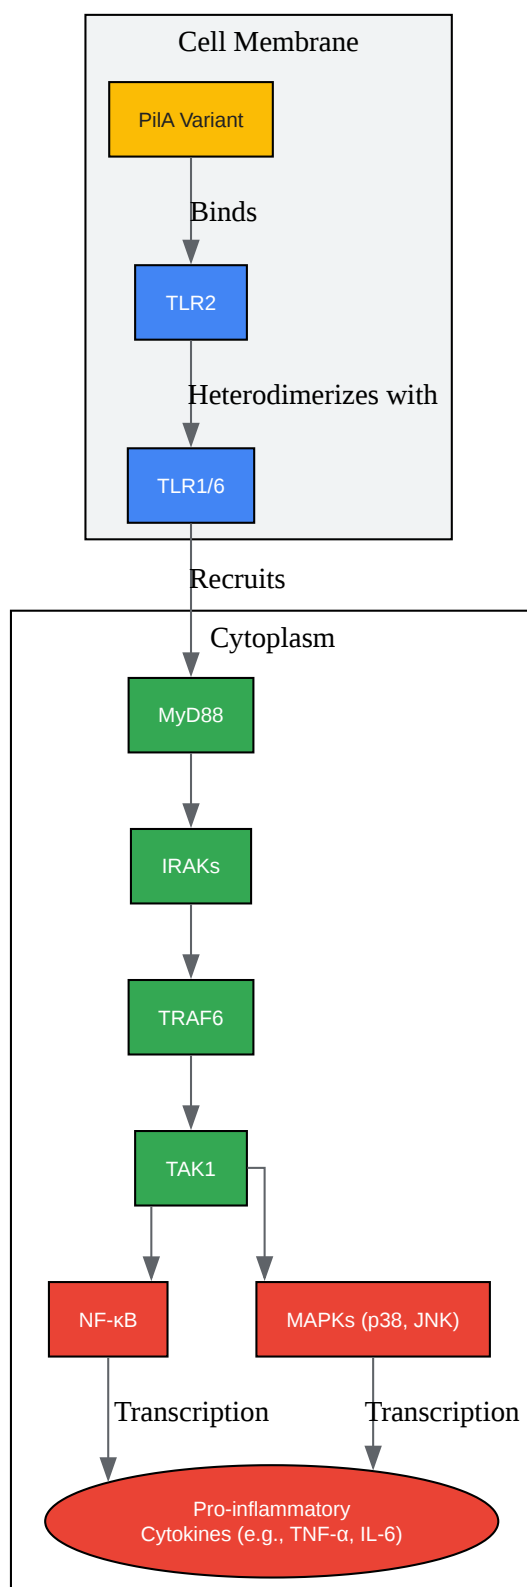 Cell Membrane
PilA Variant
Binds
TLR2
Heterodimerizes with
TLR1/6
Recruits
Cytoplasm
MyD88
IRAKs
TRAF6
TAK1
NF-κB
MAPKs (p38, JNK)
Transcription
Transcription
Pro-inflammatory
Cytokines (e.g., TNF-α, IL-6)